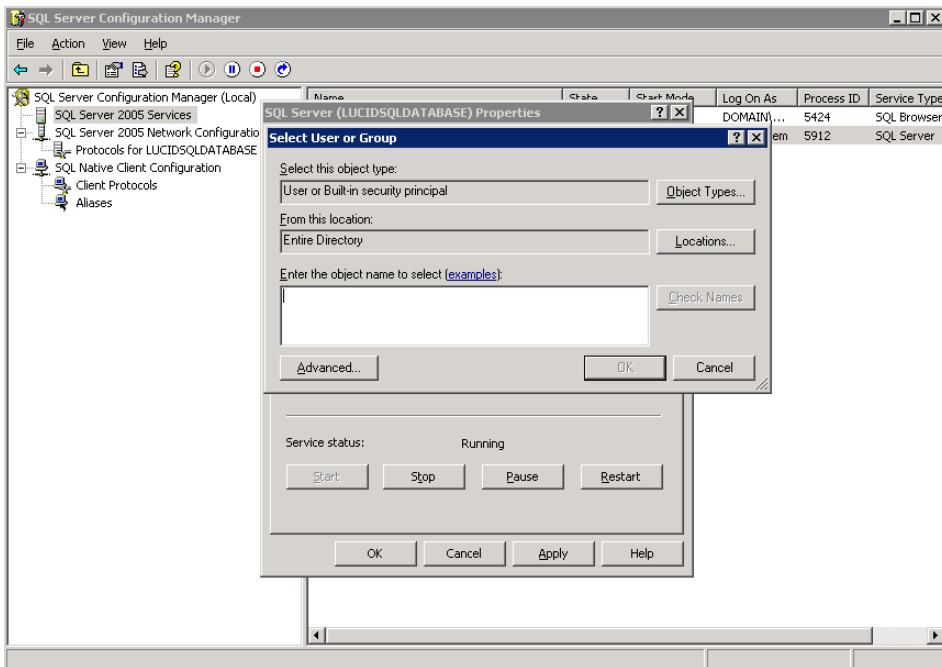 SQL Server Configuration Manager
File Action View Help
SQL Server Configuration Manager (Local)
SQL Server 2005 Services
SQL Server 2005 Network Configuratio
Protocols for LUCIDSQLDATABASE
SQL Native Client Configuration
Client Protocols
Aliases
Name State Start Mode Log On As Process ID Service Type
DOMAIN\... 5424 SQL Browser
em 5912 SQL Server
SQL Server (LUCIDSQLDATABASE) Properties
Select User or Group
Select this object type:
User or Built-in security principal
Object Types...
From this location:
Entire Directory
Locations...
Enter the object name to select (examples):
Check Names
Advanced...
OK
Cancel
Service status: Running
Start Stop Pause Restart
OK Cancel Apply Help